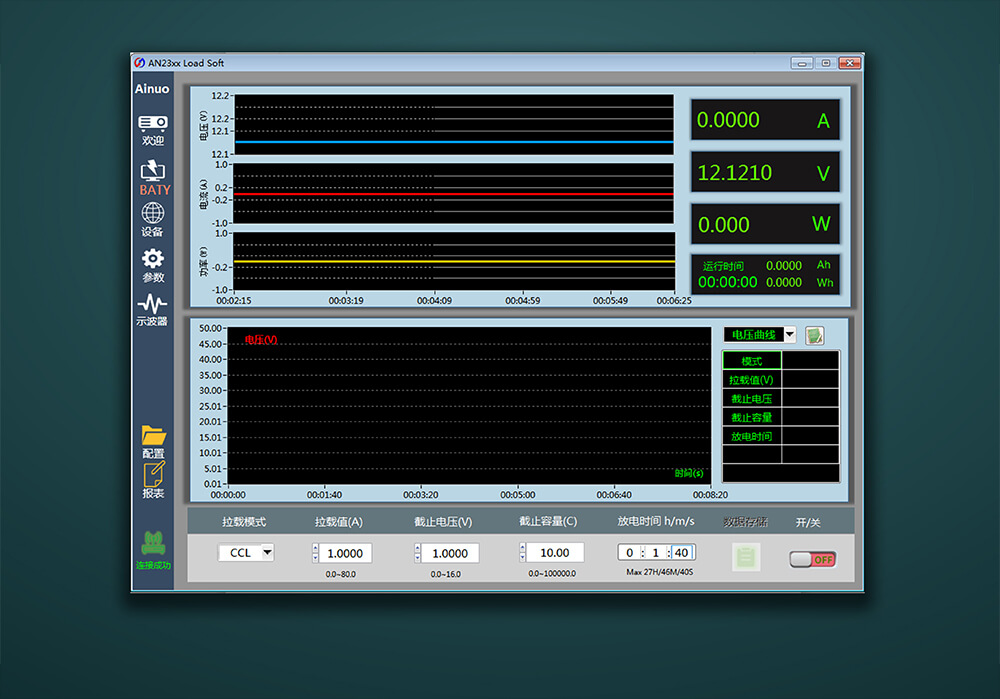 AN23xx Load Soft
Ainuo
欢迎
BATY
设备
参数
示波器
配置
报表
连接成功
电压(V)
12.2
12.2
12.1
12.1
电流(A)
1.0
0.2
-0.2
-1.0
功率(W)
1.0
-0.2
-1.0
00:02:15 00:03:19 00:04:09 00:04:59 00:05:49 00:06:25
0.0000 A
12.1210 V
0.000 W
运行时间 0.0000 Ah
00:00:00 0.0000 Wh
50.00
45.00
40.00
35.00
30.00
25.01
20.01
15.01
10.01
5.01
0.01
电压(V)
时间(s)
00:00:00 00:01:40 00:03:20 00:05:00 00:06:40 00:08:20
电压曲线
模式
拉载值(V)
截止电压
截止容量
放电时间
拉载模式 拉载值(A) 截止电压(V) 截止容量(C) 放电时间 h/m/s 数据存储 开/关
CCL 1.0000 1.0000 10.00 0 : 1 : 40 OFF
0.0~80.0 0.0~16.0 0.0~100000.0 Max 27H/46M/40S